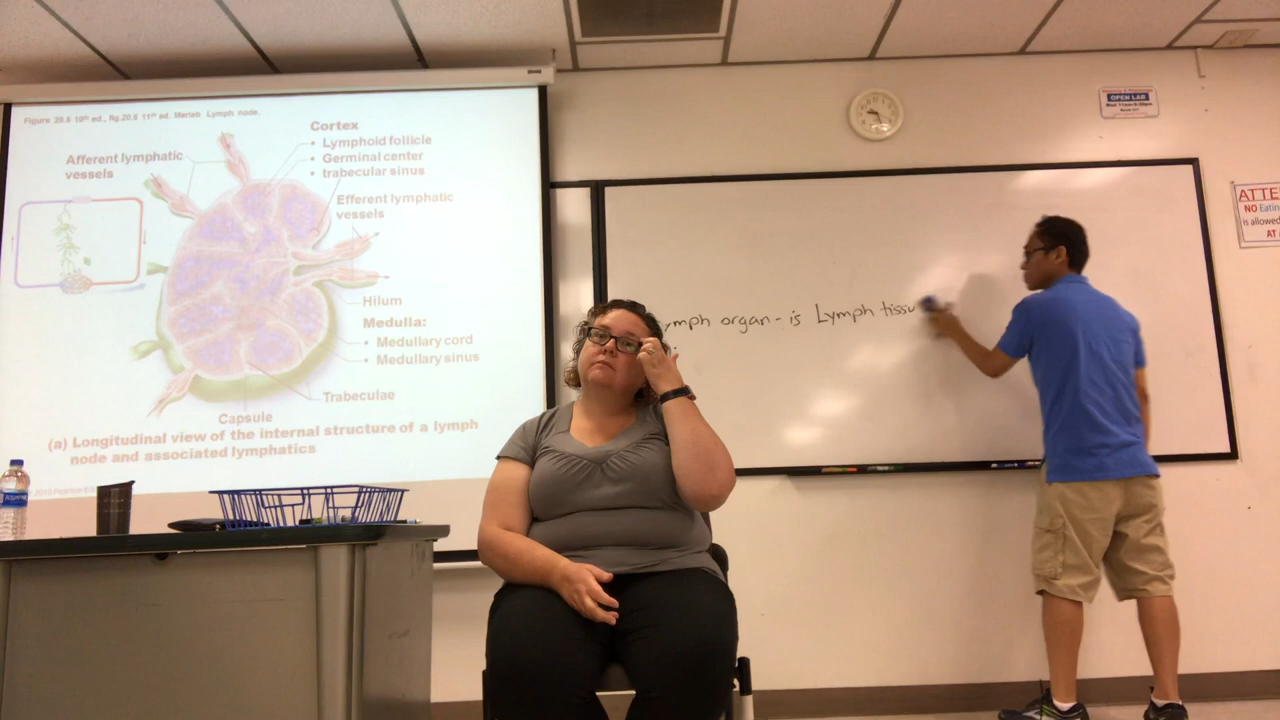 Figure 20.5 10th ed., fig.20.6 11th ed. Marieb Lymph node.
Cortex
• Lymphoid follicle
• Germinal center
• trabecular sinus
Afferent lymphatic
vessels
Efferent lymphatic
vessels
Hilum
Medulla:
• Medullary cord
• Medullary sinus
Trabeculae
Capsule
(a) Longitudinal view of the internal structure of a lymph
node and associated lymphatics
Pearson
ymph organ - is Lymph tissu
OPEN LAB
ATTE
NO Eatin
is allowed
AT